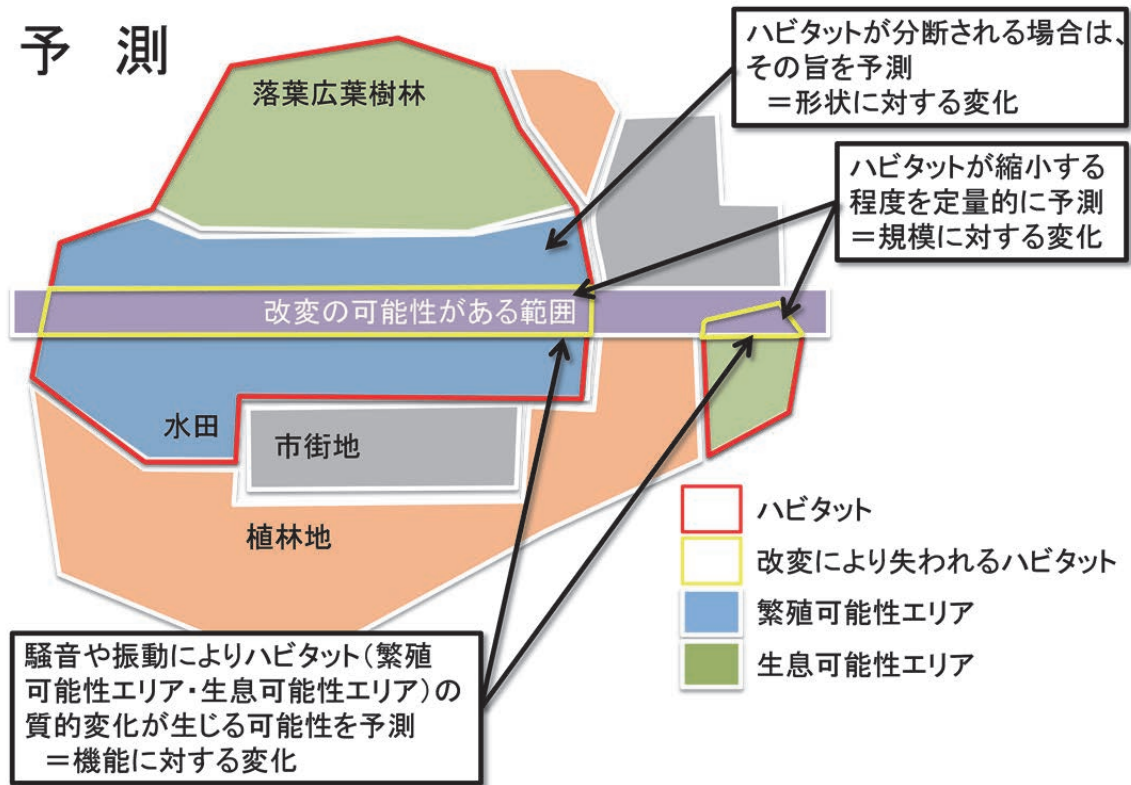 予 測
ハビタットが分断される場合は、
その旨を予測
＝形状に対する変化
落葉広葉樹林
ハビタットが縮小する
程度を定量的に予測
＝規模に対する変化
改変の可能性がある範囲
水田
市街地
植林地
ハビタット
改変により失われるハビタット
繁殖可能性エリア
生息可能性エリア
騒音や振動によりハビタット（繁殖
可能性エリア・生息可能性エリア）の
質的変化が生じる可能性を予測
＝機能に対する変化